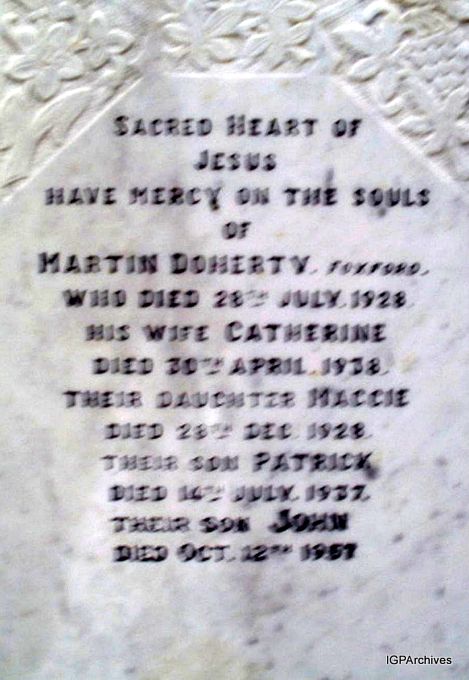 SACRED HEART OF
JESUS
HAVE MERCY ON THE SOULS
OF
MARTIN DOHERTY. FOXFORD.
WHO DIED 28TH JULY. 1928.
HIS WIFE CATHERINE
DIED 30TH APRIL. 1938.
THEIR DAUGHTER MAGGIE
DIED 28TH DEC. 1928.
THEIR SON PATRICK
DIED 14TH JULY. 1937.
THEIR SON JOHN
DIED OCT. 12TH 1957
IGPArchives